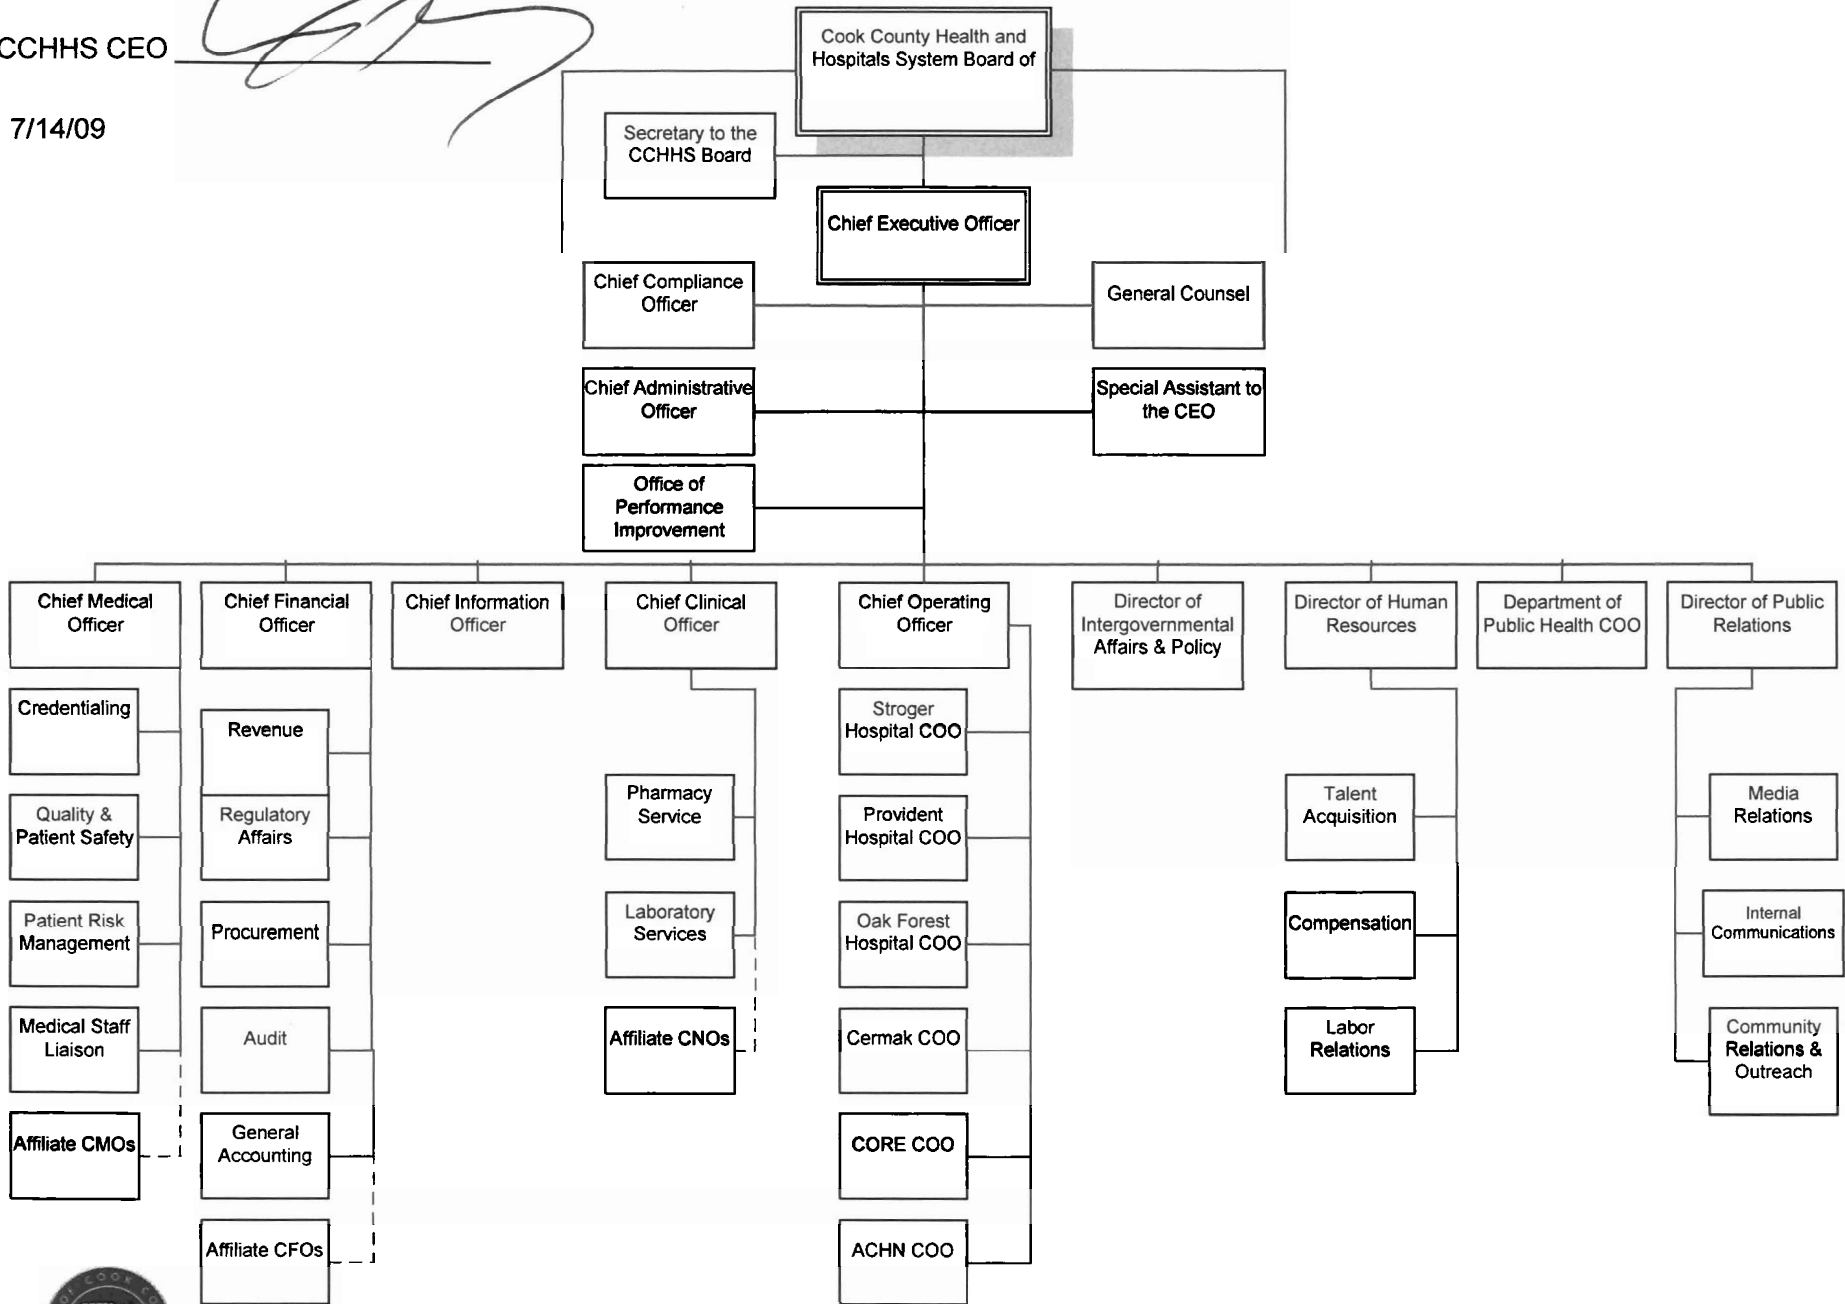 CCHHS CEO
7/14/09
Cook County Health and
Hospitals System Board of
Secretary to the
CCHHS Board
Chief Executive Officer
Chief Compliance
Officer
General Counsel
Chief Administrative
Officer
Special Assistant to
the CEO
Office of
Performance
Improvement
Chief Medical
Officer
Chief Financial
Officer
Chief Information
Officer
Chief Clinical
Officer
Chief Operating
Officer
Director of
Intergovernmental
Affairs & Policy
Director of Human
Resources
Department of
Public Health COO
Director of Public
Relations
Credentialing
Quality &
Patient Safety
Patient Risk
Management
Medical Staff
Liaison
Affiliate CMOs
Revenue
Regulatory
Affairs
Procurement
Audit
General
Accounting
Affiliate CFOs
Pharmacy
Service
Laboratory
Services
Affiliate CNOs
Stroger
Hospital COO
Provident
Hospital COO
Oak Forest
Hospital COO
Cermak COO
CORE COO
ACHN COO
Talent
Acquisition
Compensation
Labor
Relations
Media
Relations
Internal
Communications
Community
Relations &
Outreach
OF COOK CO